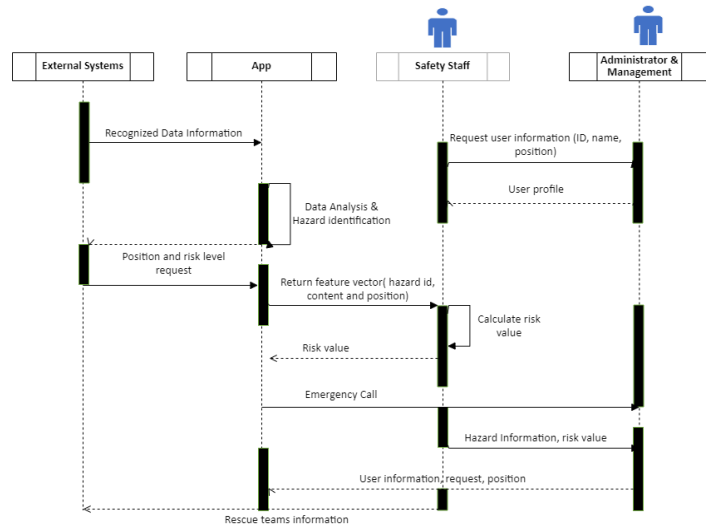 External Systems
App
Safety Staff
Administrator &
Management
Recognized Data Information
Request user information (ID, name,
position)
User profile
Data Analysis &
Hazard identification
Position and risk level
request
Return feature vector( hazard id,
content and position)
Calculate risk
value
Risk value
Emergency Call
Hazard Information, risk value
User information, request, position
Rescue teams information